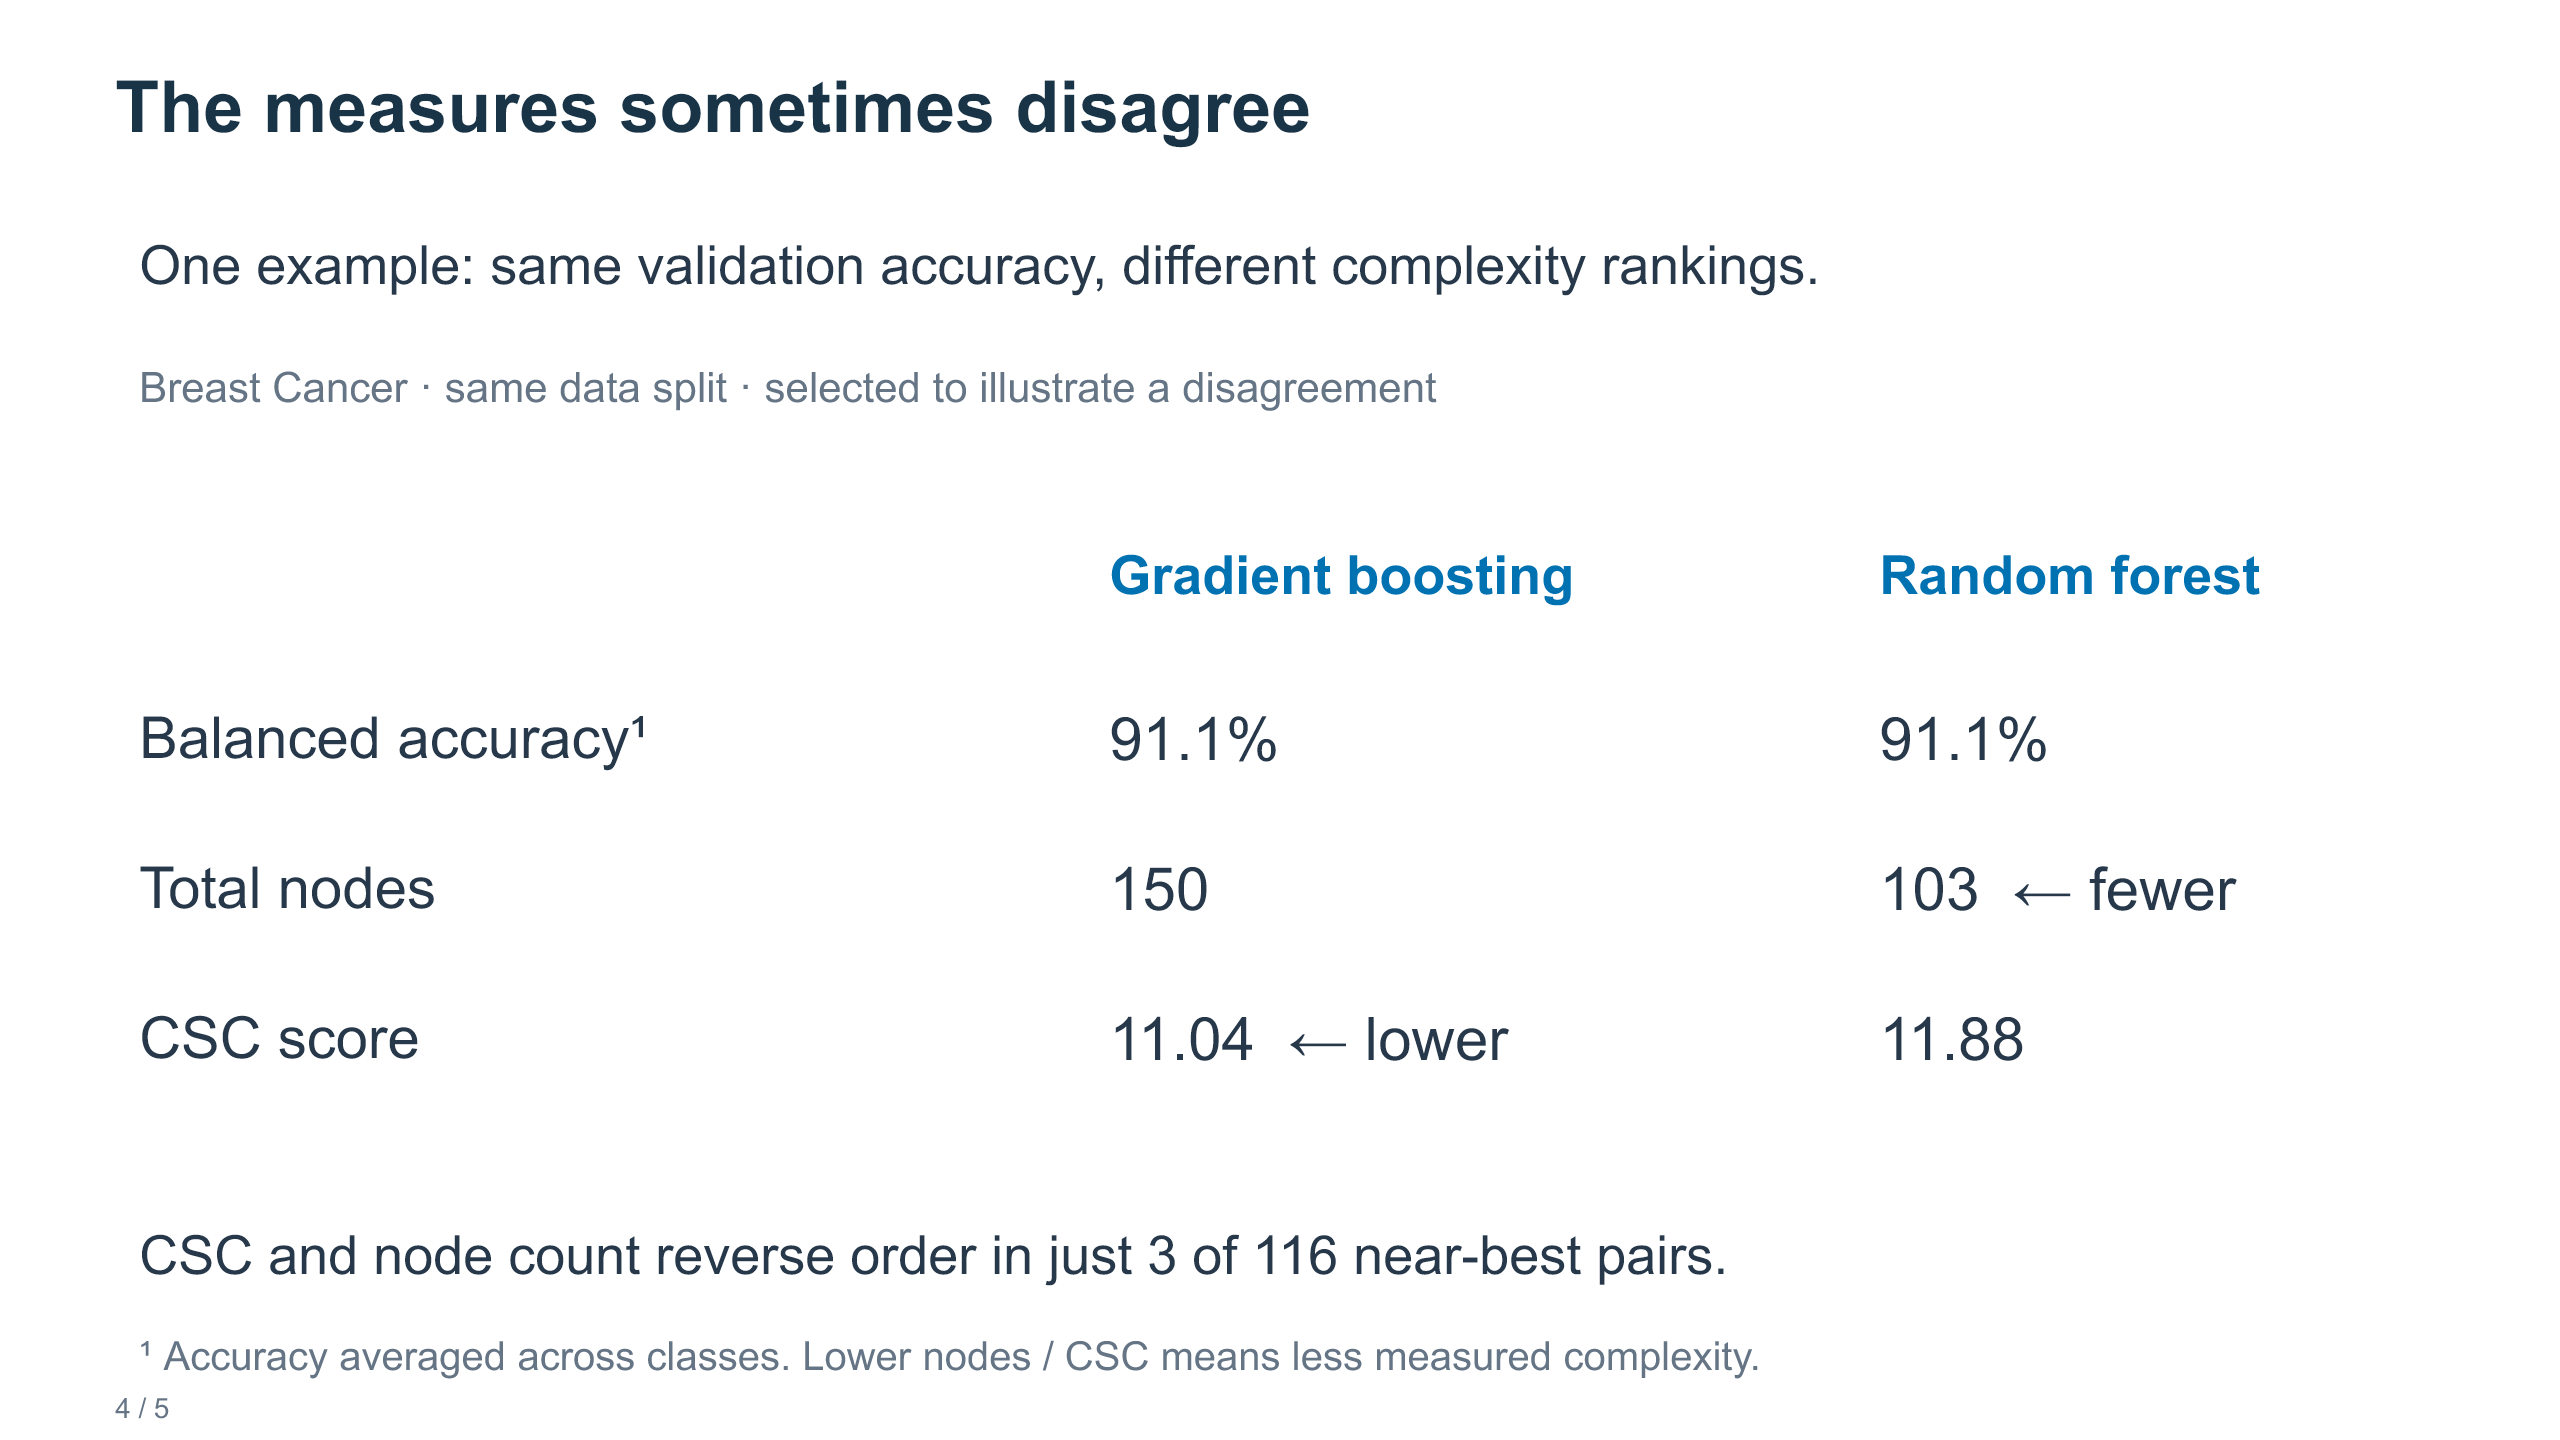 The measures sometimes disagree
One example: same validation accuracy, different complexity rankings.
Breast Cancer · same data split · selected to illustrate a disagreement
Gradient boosting Random forest
Balanced accuracy¹ 91.1% 91.1%
Total nodes 150 103 ← fewer
CSC score 11.04 ← lower 11.88
CSC and node count reverse order in just 3 of 116 near-best pairs.
¹ Accuracy averaged across classes. Lower nodes / CSC means less measured complexity.
4 / 5